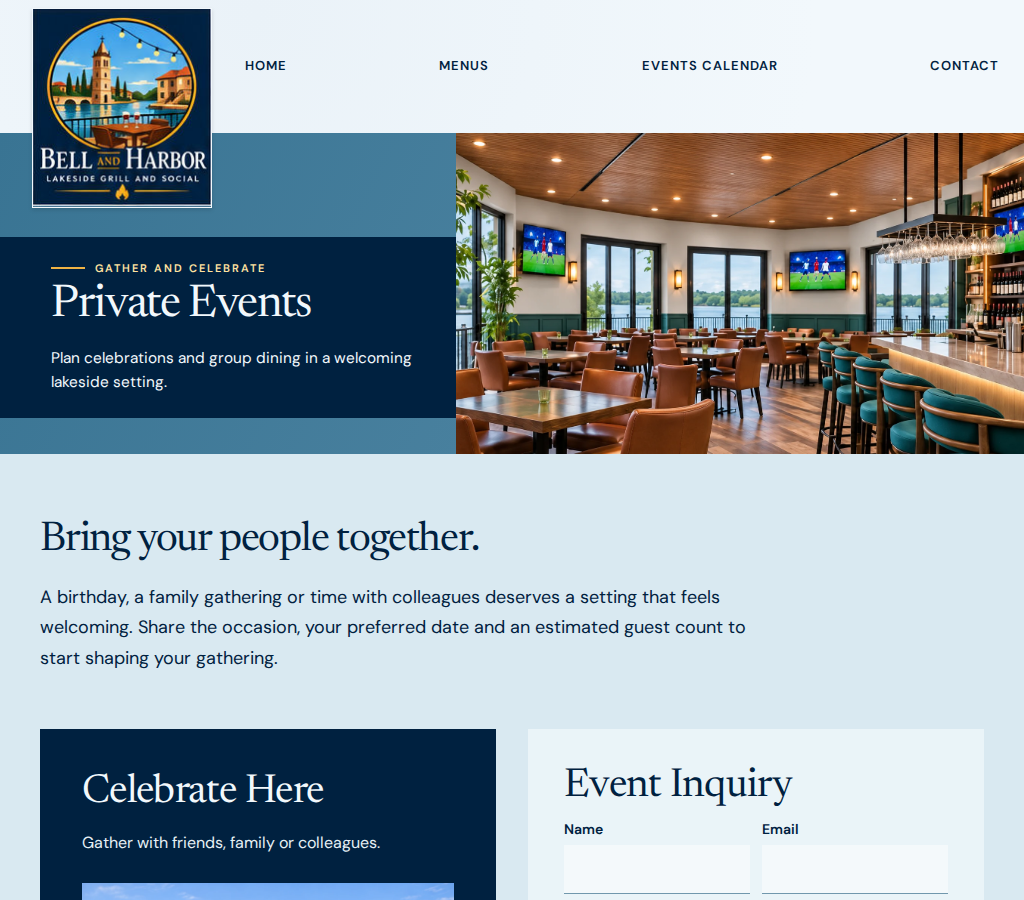 BELL AND HARBOR
LAKESIDE GRILL AND SOCIAL
HOME
MENUS
EVENTS CALENDAR
CONTACT
GATHER AND CELEBRATE
Private Events
Plan celebrations and group dining in a welcoming
lakeside setting.
Bring your people together.
A birthday, a family gathering or time with colleagues deserves a setting that feels
welcoming. Share the occasion, your preferred date and an estimated guest count to
start shaping your gathering.
Celebrate Here
Gather with friends, family or colleagues.
Event Inquiry
Name
Email